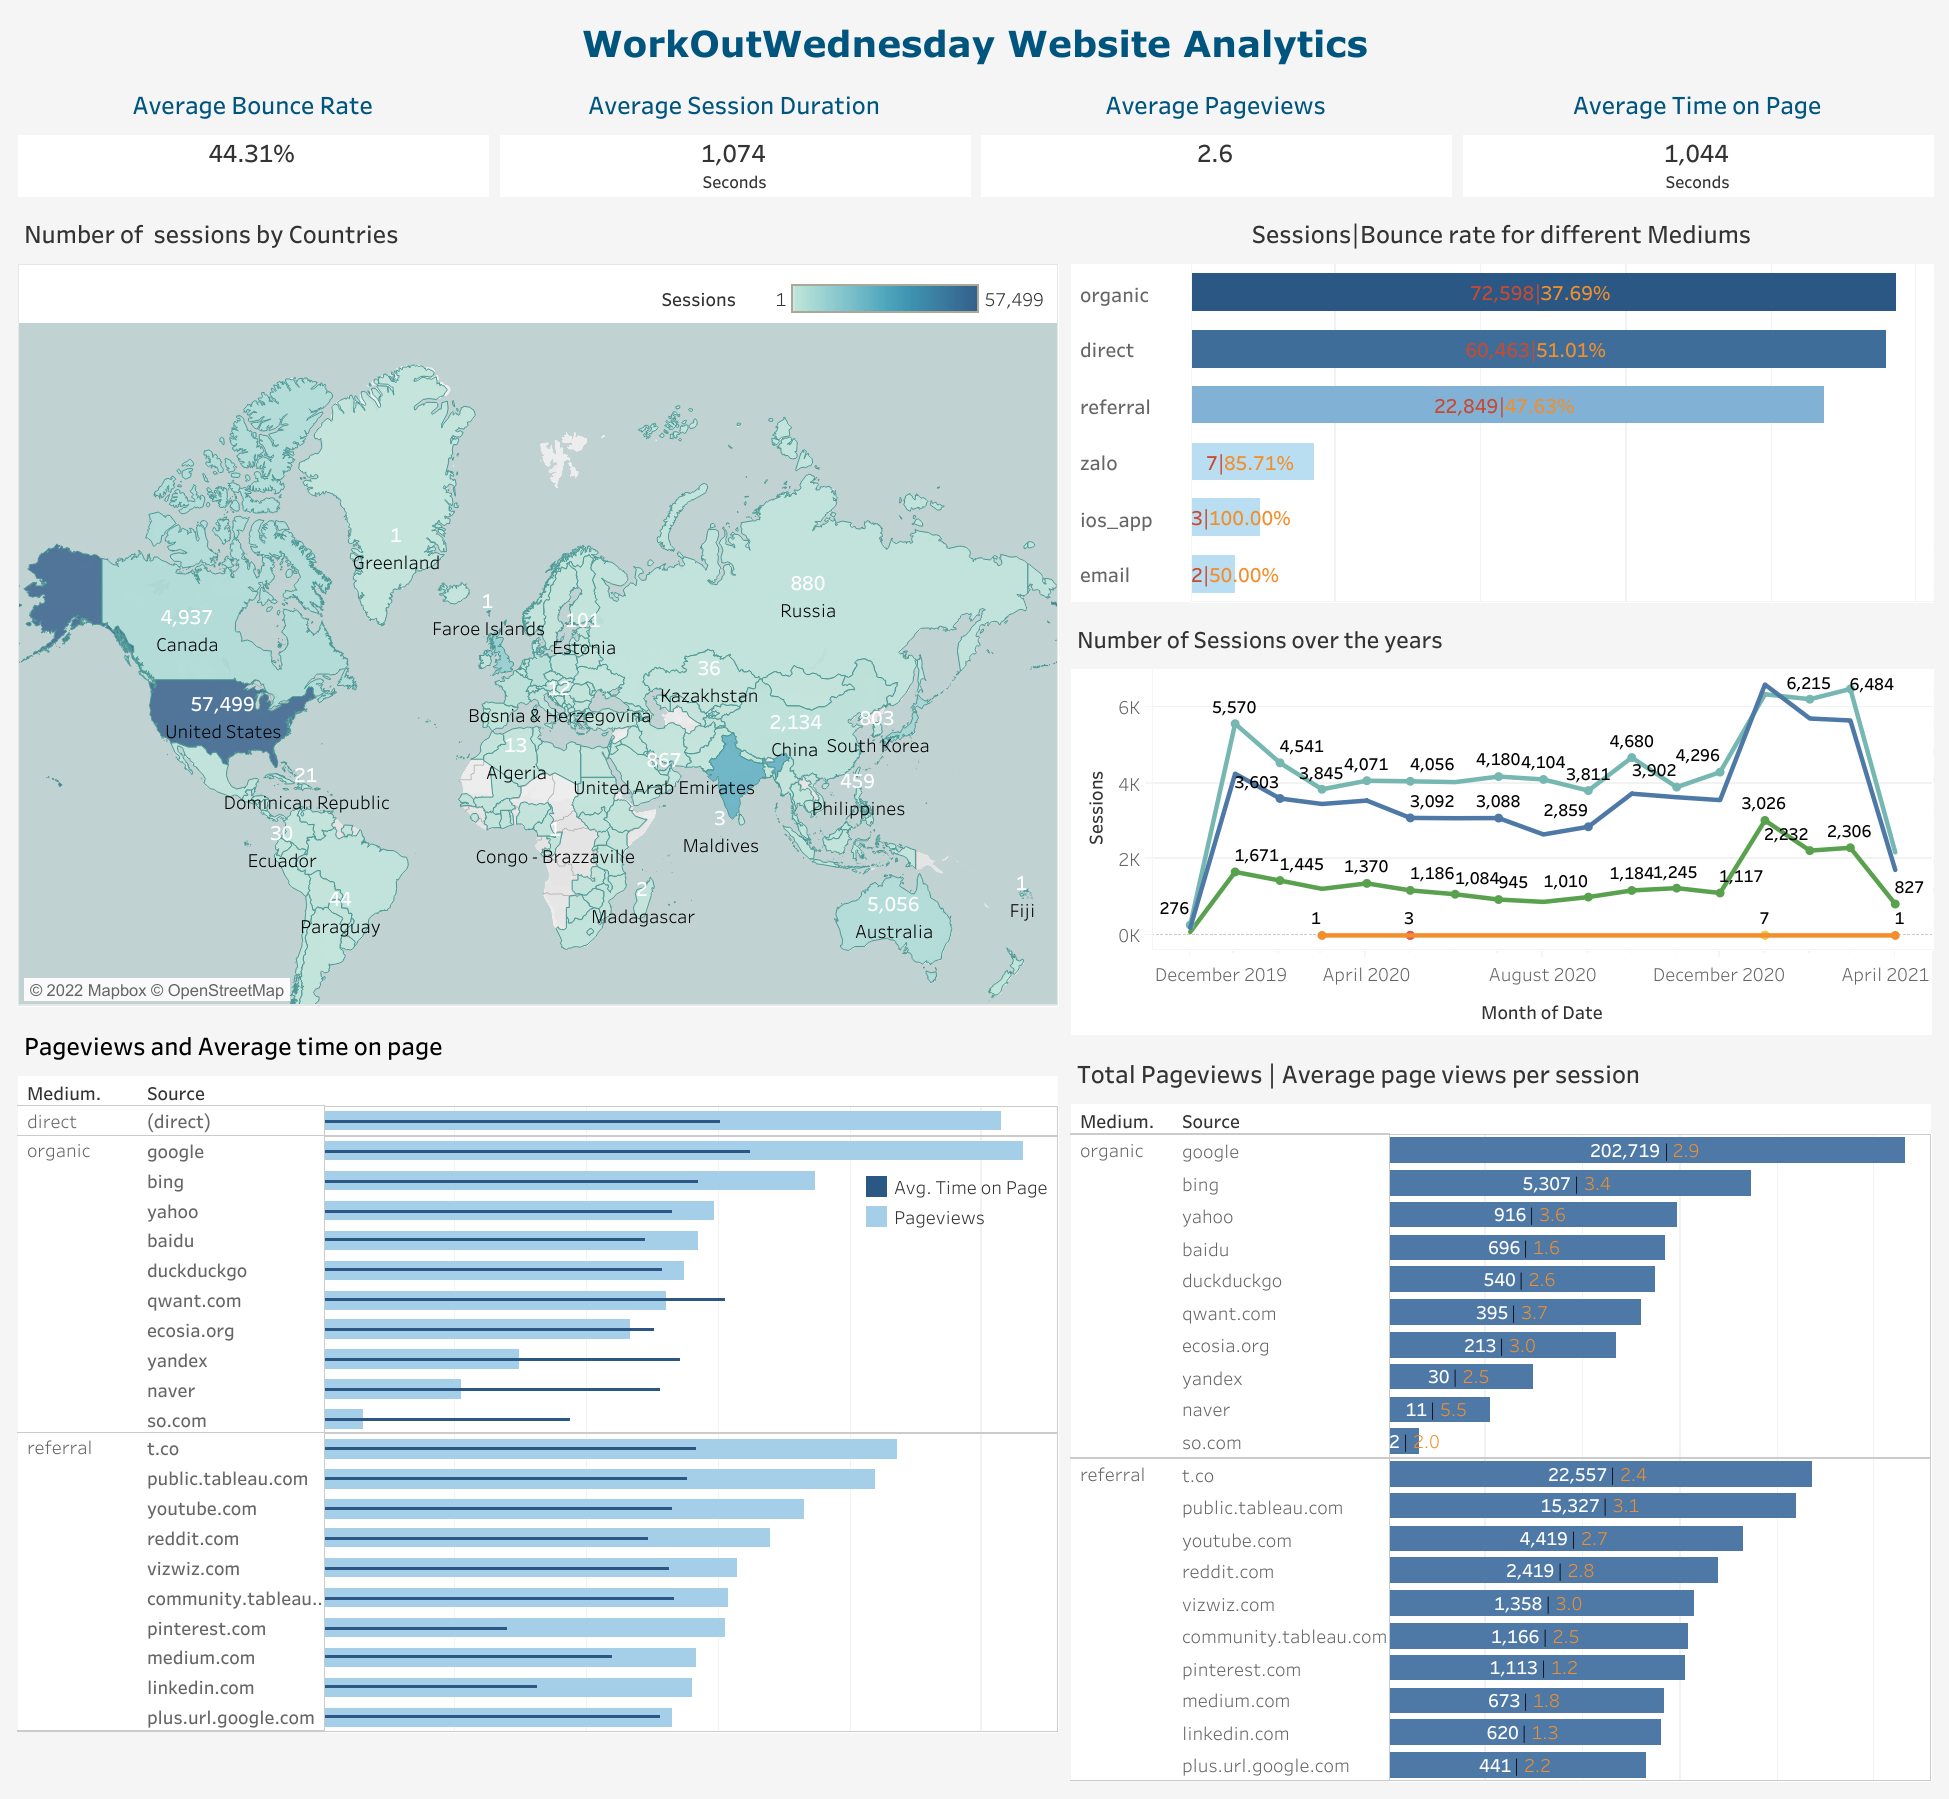 WorkOutWednesday Website Analytics
Average Bounce Rate
44.31%
Average Session Duration
1,074
Seconds
Average Pageviews
2.6
Average Time on Page
1,044
Seconds
Number of  sessions by Countries
Sessions 1 57,499
1
Greenland
880
Russia
4,937
Canada
1
Faroe Islands
101
Estonia
36
Kazakhstan
57,499
United States
12
Bosnia & Herzegovina
2,134
China
803
South Korea
13
Algeria
867
United Arab Emirates
21
Dominican Republic
459
Philippines
30
Ecuador
1
Congo - Brazzaville
3
Maldives
44
Paraguay
2
Madagascar
5,056
Australia
1
Fiji
© 2022 Mapbox © OpenStreetMap
Sessions|Bounce rate for different Mediums
organic 72,598|37.69%
direct 60,463|51.01%
referral 22,849|47.63%
zalo 7|85.71%
ios_app 3|100.00%
email 2|50.00%
Number of Sessions over the years
Sessions
6K
4K
2K
0K
5,570
4,541
3,845
4,071
4,056
4,180
4,104
3,811
4,680
3,902
4,296
6,215
6,484
3,603
3,092
3,088
2,859
3,026
2,232
2,306
1,671
1,445
1,370
1,186
1,084
945
1,010
1,184
1,245
1,117
827
276
1
3
7
1
December 2019
April 2020
August 2020
December 2020
April 2021
Month of Date
Pageviews and Average time on page
Medium. Source
direct (direct)
organic google
bing
yahoo
baidu
duckduckgo
qwant.com
ecosia.org
yandex
naver
so.com
referral t.co
public.tableau.com
youtube.com
reddit.com
vizwiz.com
community.tableau..
pinterest.com
medium.com
linkedin.com
plus.url.google.com
Avg. Time on Page
Pageviews
Total Pageviews | Average page views per session
Medium. Source
organic google 202,719 | 2.9
bing 5,307 | 3.4
yahoo 916 | 3.6
baidu 696 | 1.6
duckduckgo 540 | 2.6
qwant.com 395 | 3.7
ecosia.org 213 | 3.0
yandex 30 | 2.5
naver 11 | 5.5
so.com 2 | 2.0
referral t.co 22,557 | 2.4
public.tableau.com 15,327 | 3.1
youtube.com 4,419 | 2.7
reddit.com 2,419 | 2.8
vizwiz.com 1,358 | 3.0
community.tableau.com 1,166 | 2.5
pinterest.com 1,113 | 1.2
medium.com 673 | 1.8
linkedin.com 620 | 1.3
plus.url.google.com 441 | 2.2